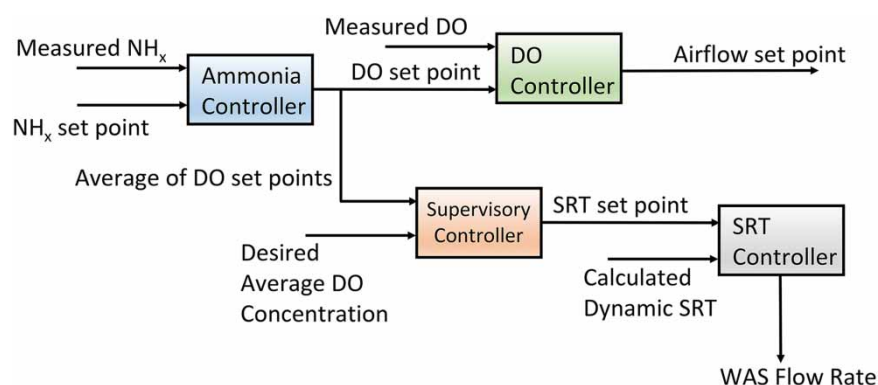 Measured NHx
NHx set point
Ammonia
Controller
Measured DO
DO set point
DO
Controller
Airflow set point
Average of DO set points
Desired
Average DO
Concentration
Supervisory
Controller
SRT set point
Calculated
Dynamic SRT
SRT
Controller
WAS Flow Rate